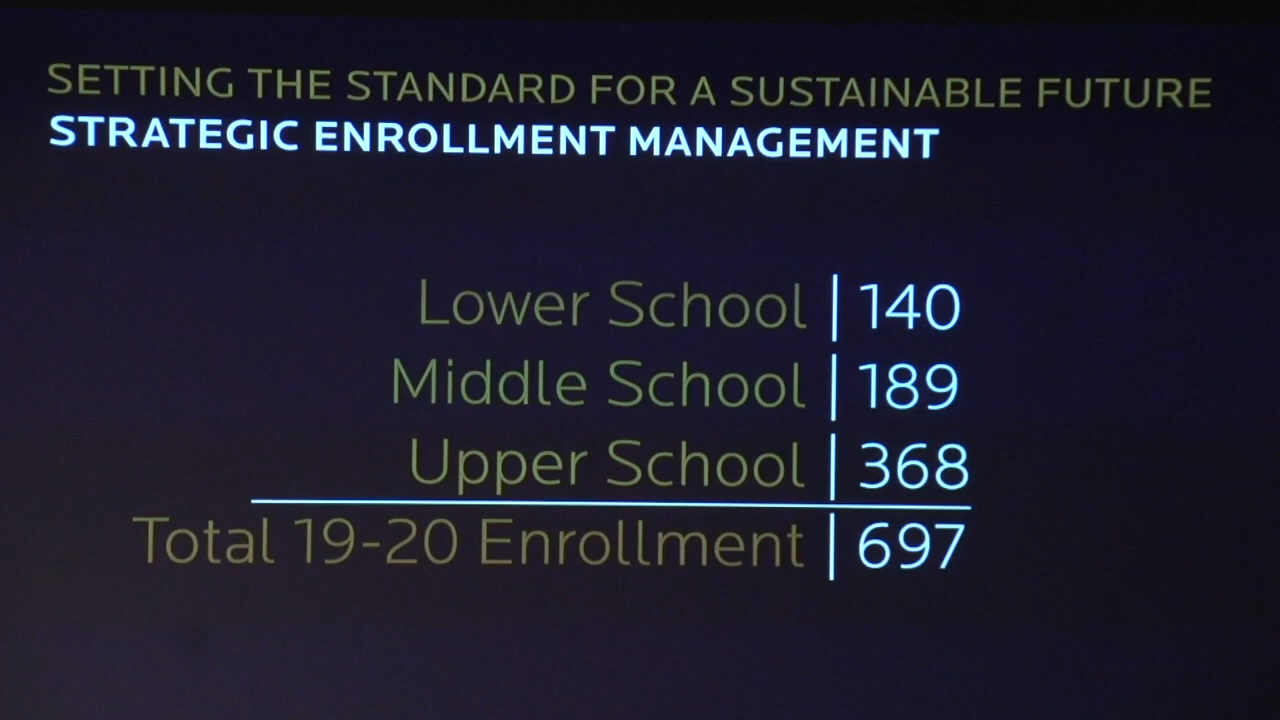 SETTING THE STANDARD FOR A SUSTAINABLE FUTURE
STRATEGIC ENROLLMENT MANAGEMENT
Lower School | 140
Middle School | 189
Upper School | 368
Total 19-20 Enrollment | 697